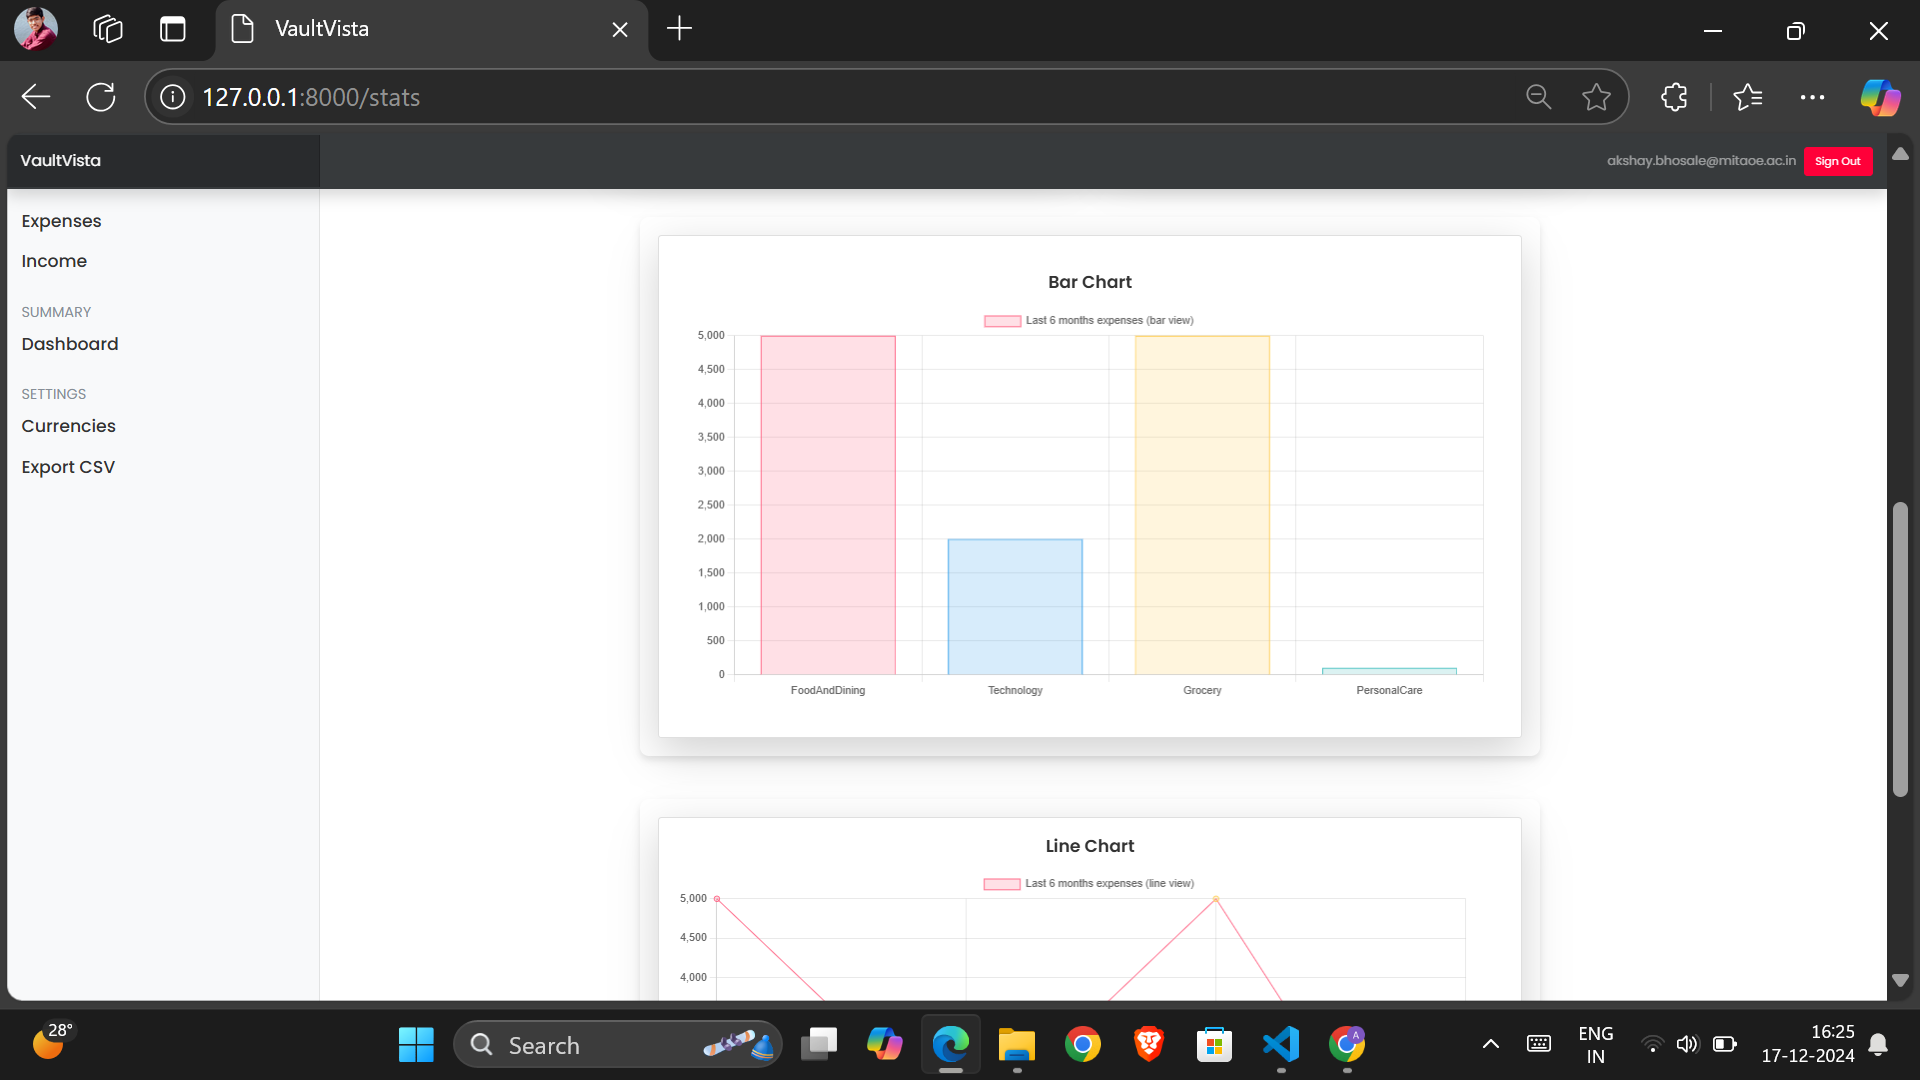 VaultVista
127.0.0.1:8000/stats
VaultVista
akshay.bhosale@mitaoe.ac.in
Sign Out
Expenses
Income
SUMMARY
Dashboard
SETTINGS
Currencies
Export CSV
Bar Chart
Last 6 months expenses (bar view)
5,000
4,500
4,000
3,500
3,000
2,500
2,000
1,500
1,000
500
0
FoodAndDining
Technology
Grocery
PersonalCare
Line Chart
Last 6 months expenses (line view)
5,000
4,500
4,000
28°
Search
A
ENG
IN
16:25
17-12-2024